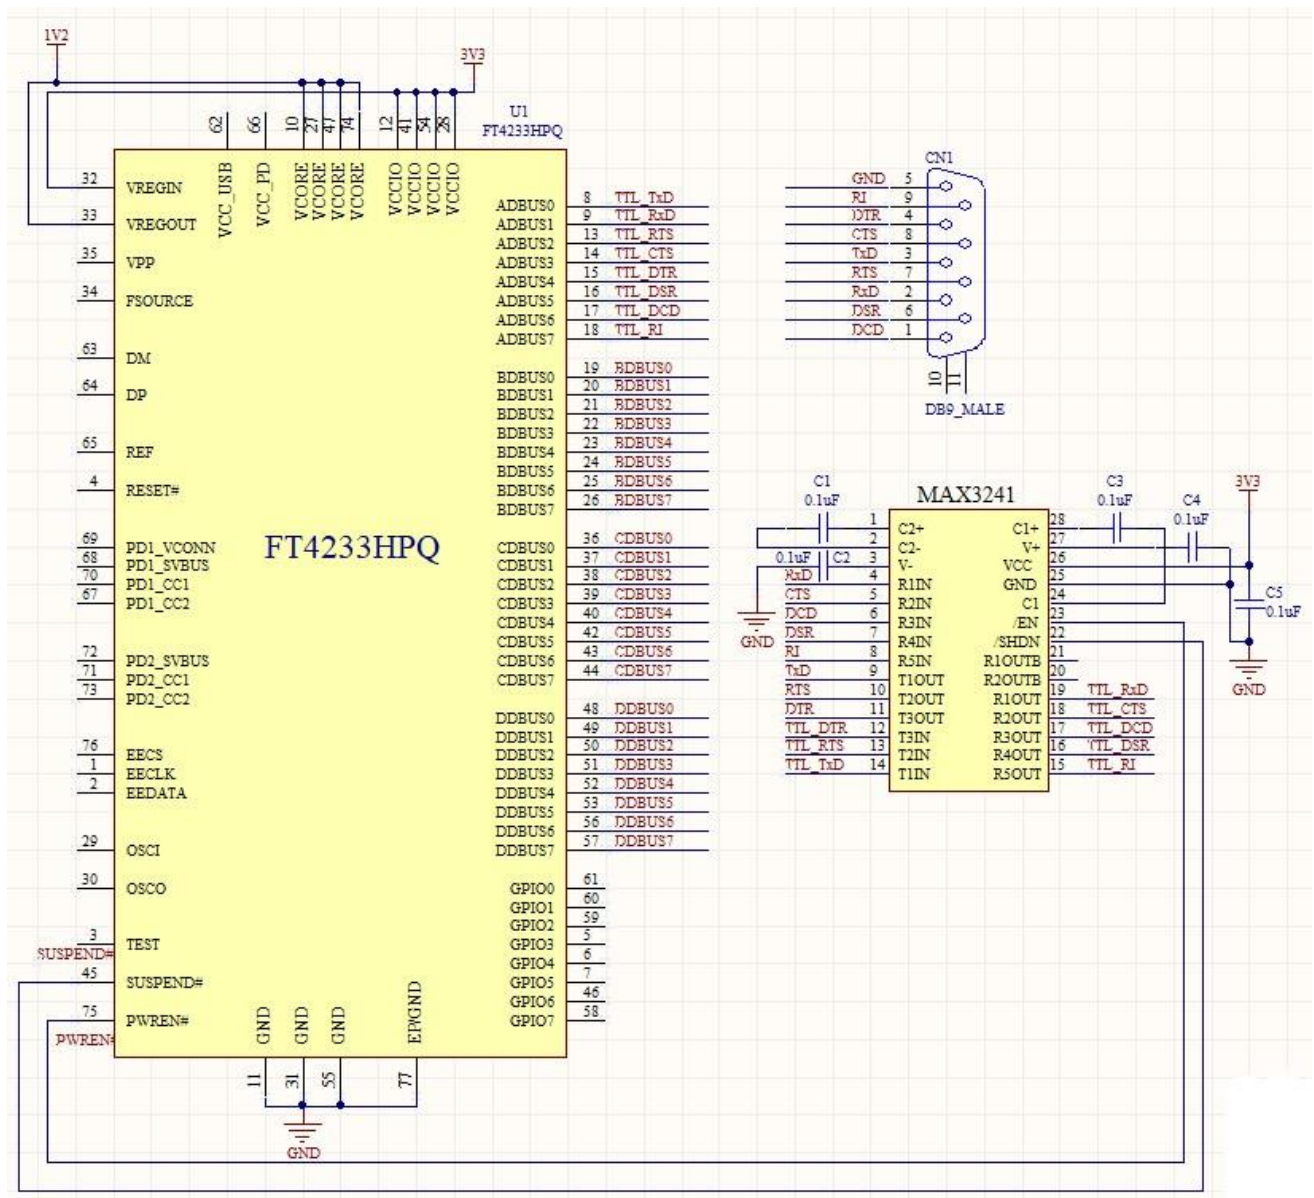 1V2
3V3
U1
FT4233HPQ
62 66 10 27 47 74 12 41 54 28
VCC_USB VCC_PD VCORE VCORE VCORE VCORE VCCIO VCCIO VCCIO VCCIO
32 VREGIN
33 VREGOUT
35 VPP
34 FSOURCE
63 DM
64 DP
65 REF
4 RESET#
69 PD1_VCONN
68 PD1_SVBUS
70 PD1_CC1
67 PD1_CC2
72 PD2_SVBUS
71 PD2_CC1
73 PD2_CC2
76 EECS
1 EECLK
2 EEDATA
29 OSCI
30 OSCO
3 TEST
SUSPEND#
45 SUSPEND#
75 PWREN#
PWREN#
FT4233HPQ
ADBUS0 8 TTL_TxD
ADBUS1 9 TTL_RxD
ADBUS2 13 TTL_RTS
ADBUS3 14 TTL_CTS
ADBUS4 15 TTL_DTR
ADBUS5 16 TTL_DSR
ADBUS6 17 TTL_DCD
ADBUS7 18 TTL_RI
BDBUS0 19 BDBUS0
BDBUS1 20 BDBUS1
BDBUS2 21 BDBUS2
BDBUS3 22 BDBUS3
BDBUS4 23 BDBUS4
BDBUS5 24 BDBUS5
BDBUS6 25 BDBUS6
BDBUS7 26 BDBUS7
CDBUS0 36 CDBUS0
CDBUS1 37 CDBUS1
CDBUS2 38 CDBUS2
CDBUS3 39 CDBUS3
CDBUS4 40 CDBUS4
CDBUS5 42 CDBUS5
CDBUS6 43 CDBUS6
CDBUS7 44 CDBUS7
DDBUS0 48 DDBUS0
DDBUS1 49 DDBUS1
DDBUS2 50 DDBUS2
DDBUS3 51 DDBUS3
DDBUS4 52 DDBUS4
DDBUS5 53 DDBUS5
DDBUS6 56 DDBUS6
DDBUS7 57 DDBUS7
GPIO0 61
GPIO1 60
GPIO2 59
GPIO3 5
GPIO4 6
GPIO5 7
GPIO6 46
GPIO7 58
GND GND GND EP/GND
11 31 55 77
GND
CN1
GND 5
RI 9
DTR 4
CTS 8
TxD 3
RTS 7
RxD 2
DSR 6
DCD 1
10 11
DB9_MALE
MAX3241
C1
0.1uF
0.1uF C2
GND
C3
0.1uF
C4
0.1uF
3V3
C5
0.1uF
GND
1 C2+
2 C2-
3 V-
RxD 4 R1IN
CTS 5 R2IN
DCD 6 R3IN
DSR 7 R4IN
RI 8 R5IN
TxD 9 T1OUT
RTS 10 T2OUT
DTR 11 T3OUT
TTL_DTR 12 T3IN
TTL_RTS 13 T2IN
TTL_TxD 14 T1IN
C1+ 28
V+ 27
VCC 26
GND 25
C1 24
/EN 23
/SHDN 22
R1OUTB 21
R2OUTB 20
R1OUT 19 TTL_RxD
R2OUT 18 TTL_CTS
R3OUT 17 TTL_DCD
R4OUT 16 TTL_DSR
R5OUT 15 TTL_RI